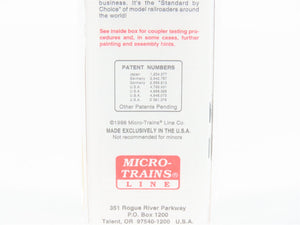 business. It's the "Standard by
Choice" of model railroaders around
the world!
See inside box for coupler testing pro-
cedures and, in some cases, further
painting and assembly hints.
PATENT NUMBERS
Japan
Germany
Germany
U.S.A.
U.S.A.
U.S.A.
U.S.A.
Other Patents Pending
Micro-Trains® Line Co.
MADE EXCLUSIVELY IN THE U.S.A.
Not recommended for minors
MICRO-
TRAINS®
LINE
351 Rogue River Parkway
P.O. Box 1200
Talent, OR 97540-1200 U.S.A.